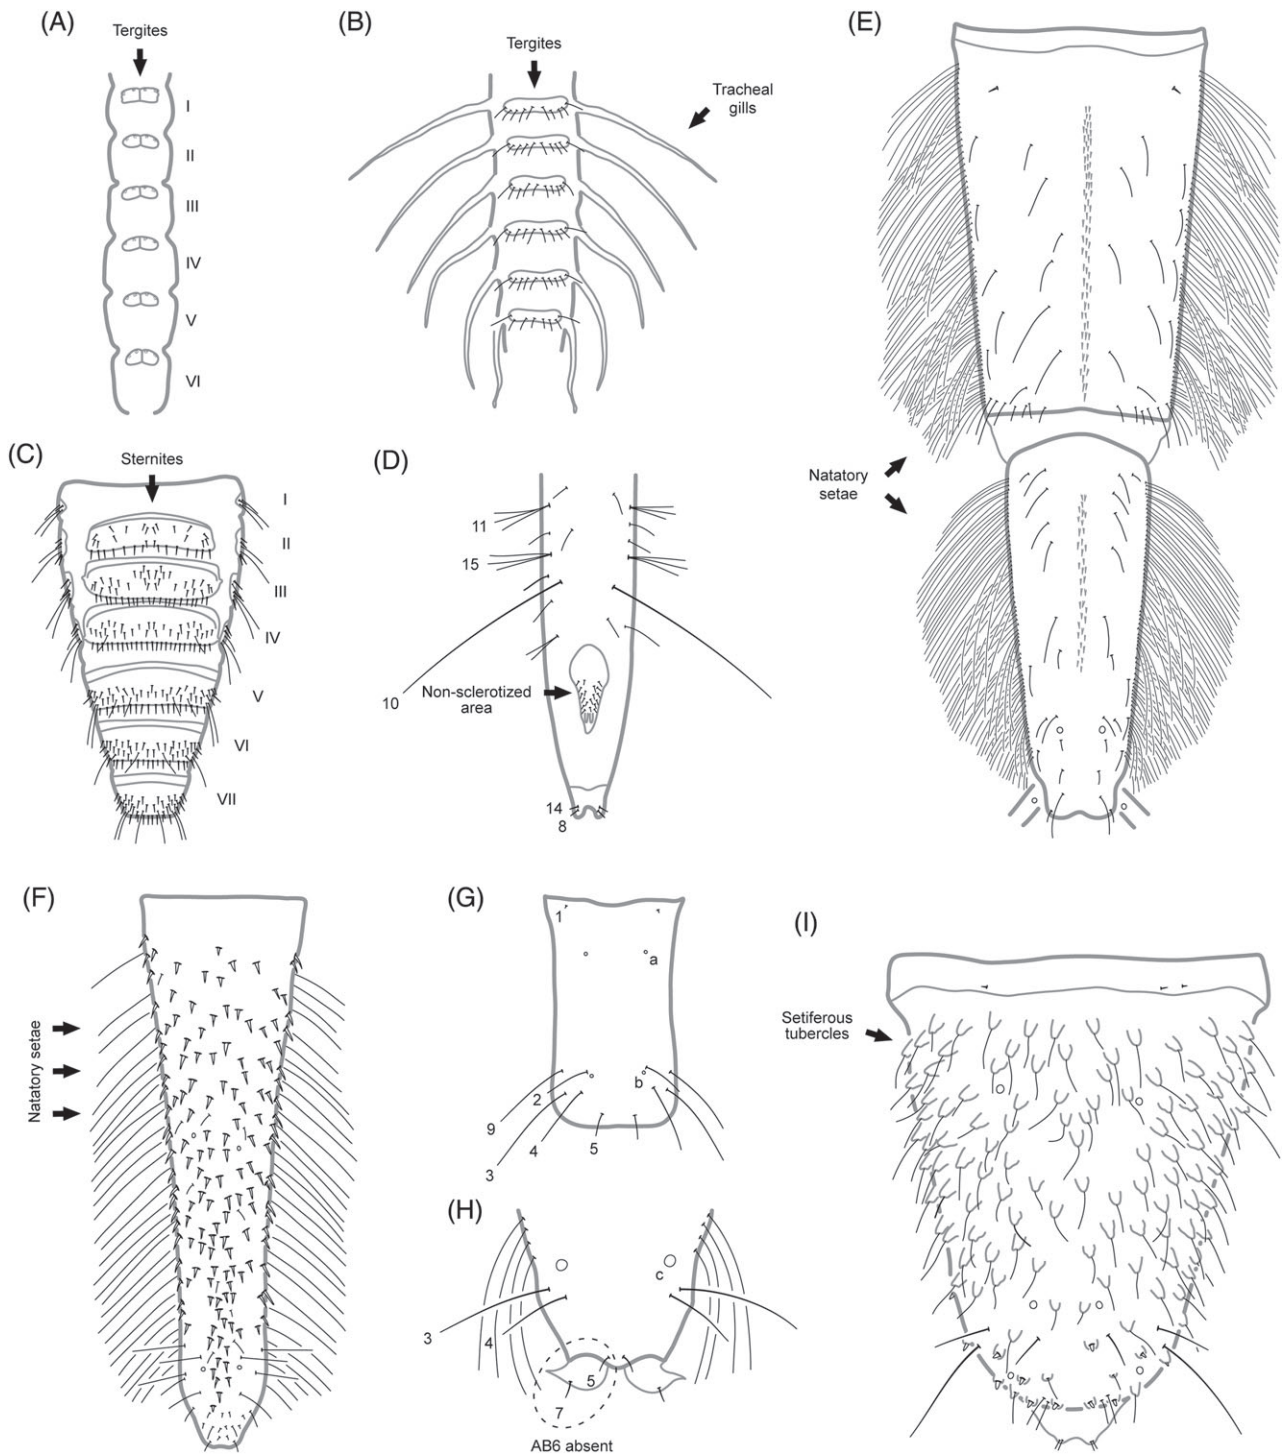 (A)
Tergites
I
II
III
IV
V
VI
(B)
Tergites
Tracheal
gills
(C)
Sternites
I
II
III
IV
V
VI
VII
(D)
11
15
10
Non-sclerotized
area
14
8
(E)
Natatory
setae
(F)
Natatory setae
(G)
1
a
b
2
9
4
5
3
(H)
c
3
4
5
7
AB6 absent
(I)
Setiferous
tubercles